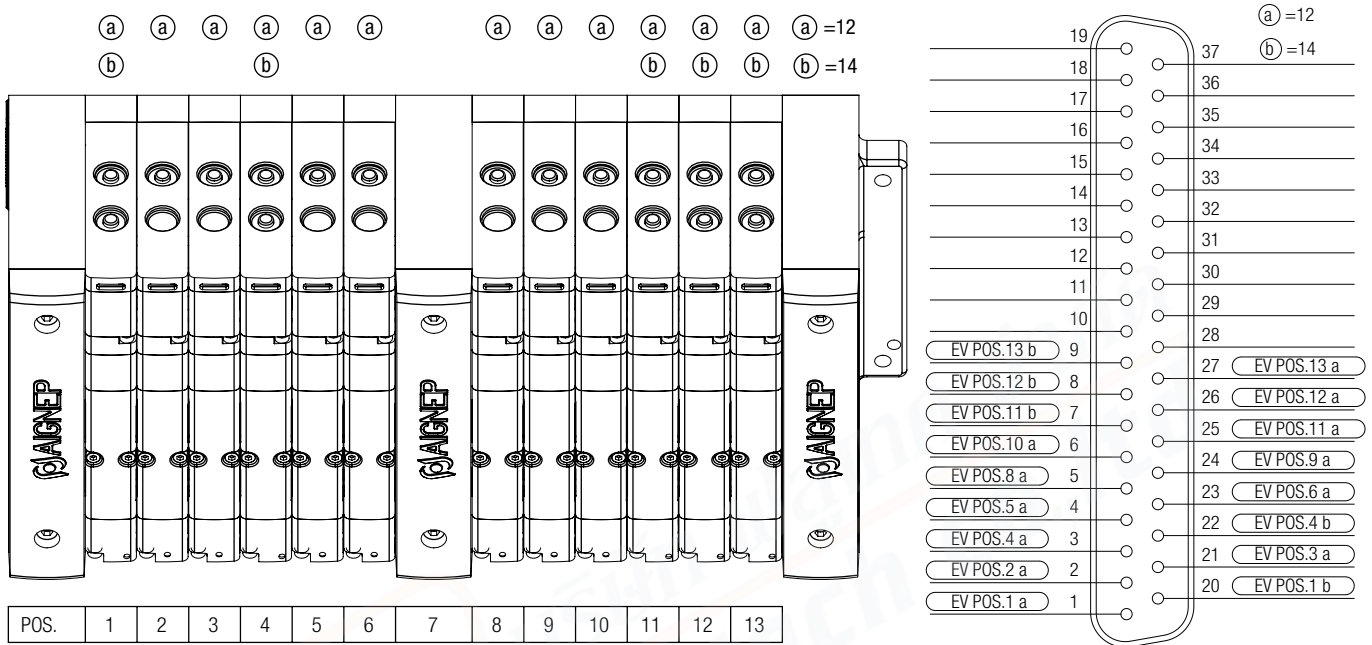 a a a a a a a a a a a a a =12
b b b b b b =14
AIGNEP AIGNEP AIGNEP
POS. 1 2 3 4 5 6 7 8 9 10 11 12 13
a =12
b =14
19
37
18
36
17
35
16
34
15
33
14
32
13
31
12
30
11
29
10
28
EV POS.13 b 9
27 EV POS.13 a
EV POS.12 b 8
26 EV POS.12 a
EV POS.11 b 7
25 EV POS.11 a
EV POS.10 a 6
24 EV POS.9 a
EV POS.8 a 5
23 EV POS.6 a
EV POS.5 a 4
22 EV POS.4 b
EV POS.4 a 3
21 EV POS.3 a
EV POS.2 a 2
20 EV POS.1 b
EV POS.1 a 1